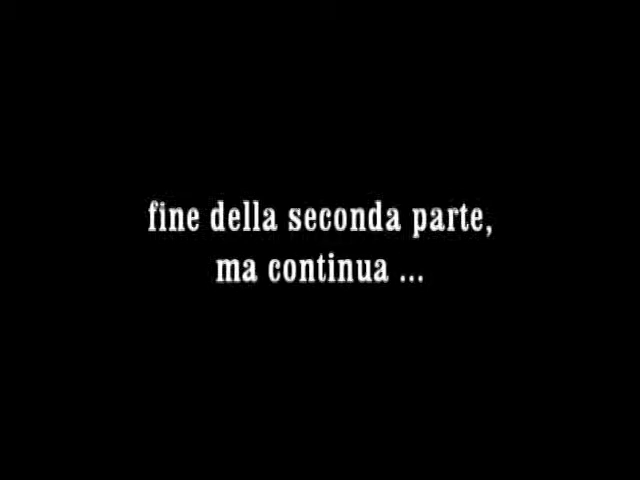 fine della seconda parte,
ma continua ...